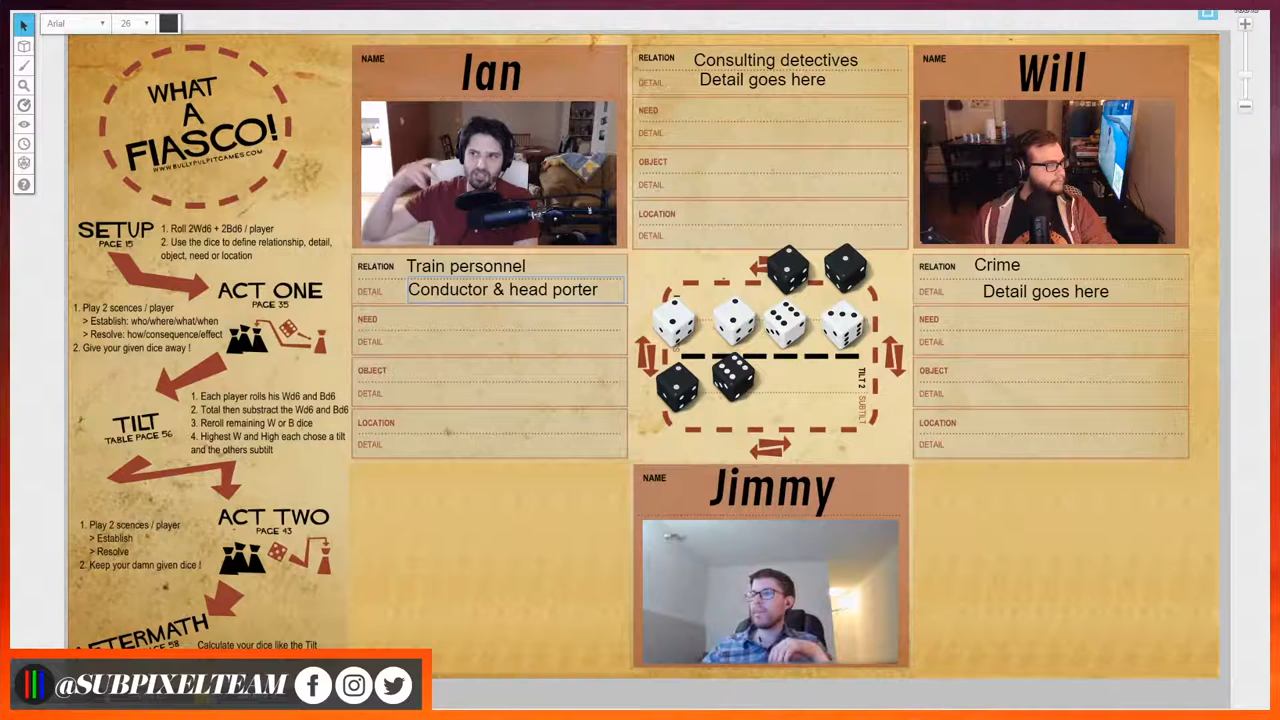 Arial
26
WHAT
A
FIASCO!
WWW.BULLYPULPITGAMES.COM
SETUP
PAGE 15
1. Roll 2Wd6 + 2Bd6 / player
2. Use the dice to define relationship, detail,
object, need or location
ACT ONE
PAGE 35
1. Play 2 scences / player
> Establish: who/where/what/when
> Resolve: how/consequence/effect
2. Give your given dice away !
TILT
TABLE PAGE 56
1. Each player rolls his Wd6 and Bd6
2. Total then substract the Wd6 and Bd6
3. Reroll remaining W or B dice
4. Highest W and High each chose a tilt
and the others subtilt
ACT TWO
PAGE 43
1. Play 2 scences / player
> Establish
> Resolve
2. Keep your damn given dice !
AFTERMATH
PAGE 58
Calculate your dice like the Tilt
NAME
Ian
RELATION Consulting detectives
DETAIL Detail goes here
NEED
DETAIL
OBJECT
DETAIL
LOCATION
DETAIL
NAME
Will
RELATION Train personnel
DETAIL Conductor & head porter
NEED
DETAIL
OBJECT
DETAIL
LOCATION
DETAIL
TILT 2
SUBTILT
RELATION Crime
DETAIL Detail goes here
NEED
DETAIL
OBJECT
DETAIL
LOCATION
DETAIL
NAME
Jimmy
@SUBPIXELTEAM